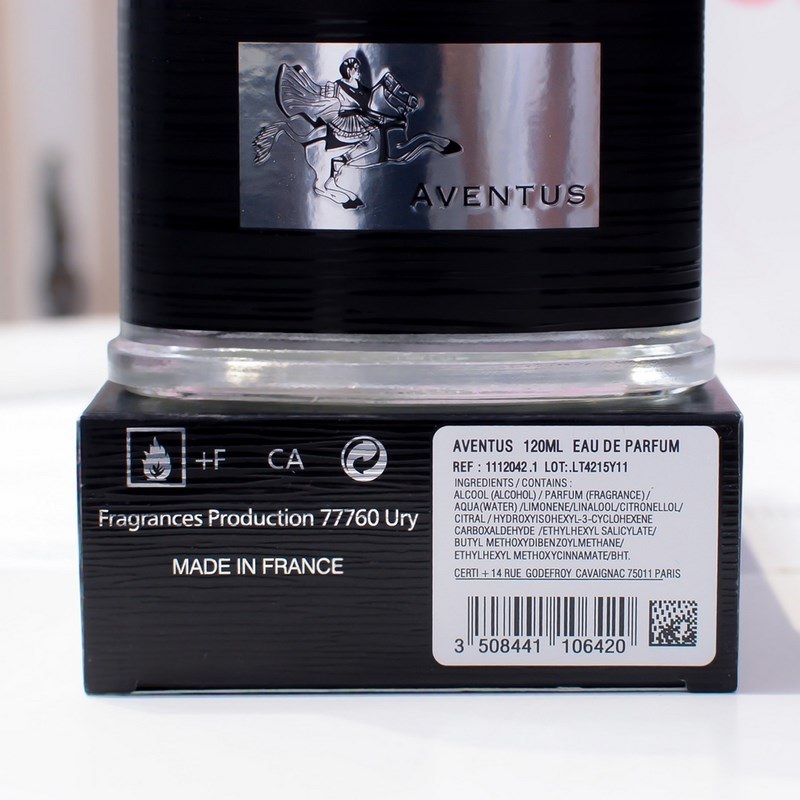 AVENTUS
+F CA
Fragrances Production 77760 Ury
MADE IN FRANCE
AVENTUS 120ML EAU DE PARFUM
REF : 1112042.1 LOT:.LT4215Y11
INGREDIENTS / CONTAINS :
ALCOOL (ALCOHOL) / PARFUM (FRAGRANCE) /
AQUA(WATER) /LIMONENE/LINALOOL/CITRONELLOL/
CITRAL / HYDROXYISOHEXYL-3-CYCLOHEXENE
CARBOXALDEHYDE /ETHYLHEXYL SALICYLATE/
BUTYL METHOXYDIBENZOYLMETHANE/
ETHYLHEXYL METHOXYCINNAMATE/BHT.
CERTI + 14 RUE GODEFROY CAVAIGNAC 75011 PARIS
3 508441 106420